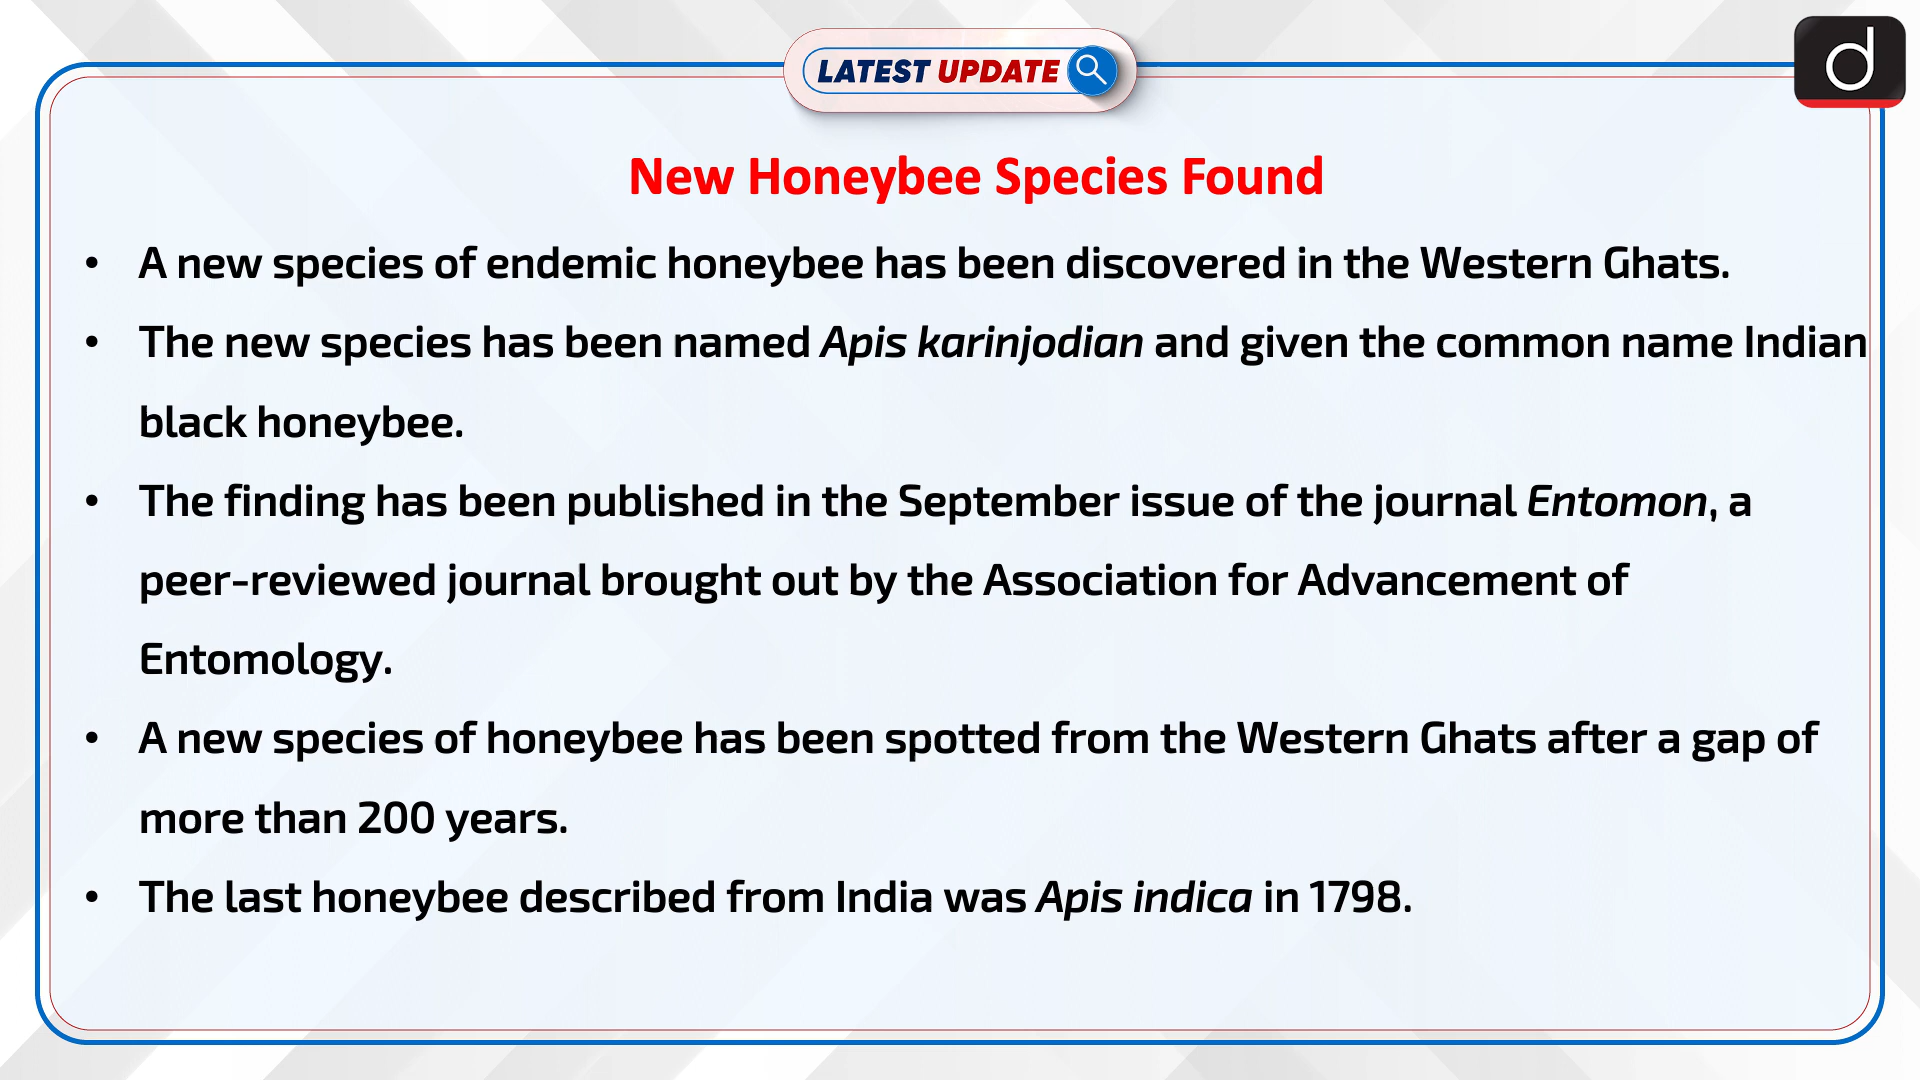 LATEST UPDATE
d
New Honeybee Species Found
• A new species of endemic honeybee has been discovered in the Western Ghats.
• The new species has been named Apis karinjodian and given the common name Indian
black honeybee.
• The finding has been published in the September issue of the journal Entomon, a
peer-reviewed journal brought out by the Association for Advancement of
Entomology.
• A new species of honeybee has been spotted from the Western Ghats after a gap of
more than 200 years.
• The last honeybee described from India was Apis indica in 1798.